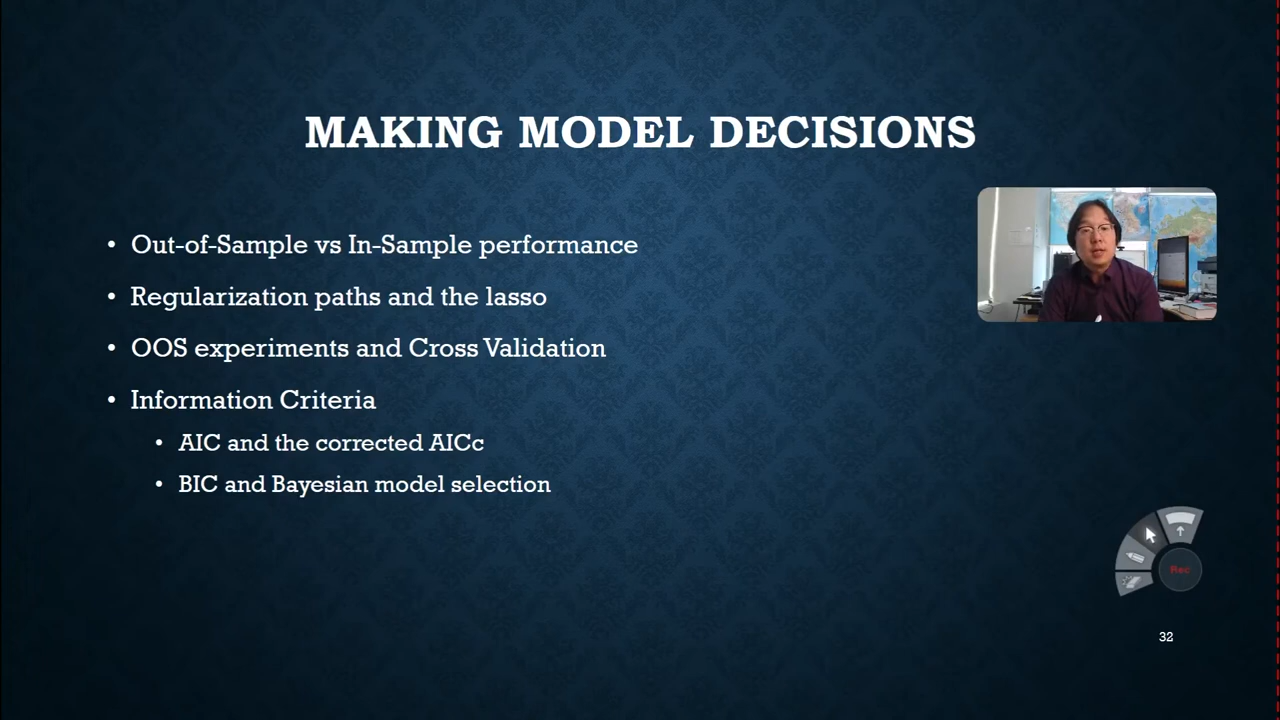 MAKING MODEL DECISIONS
• Out-of-Sample vs In-Sample performance
• Regularization paths and the lasso
• OOS experiments and Cross Validation
• Information Criteria
• AIC and the corrected AICc
• BIC and Bayesian model selection
Rec
32